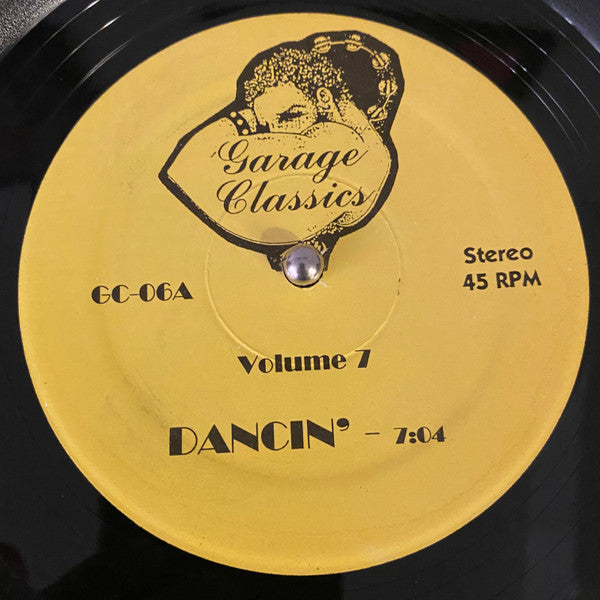 Garage
Classics
Stereo
45 RPM
GC-06A
Volume 7
DANCIN' - 7:04